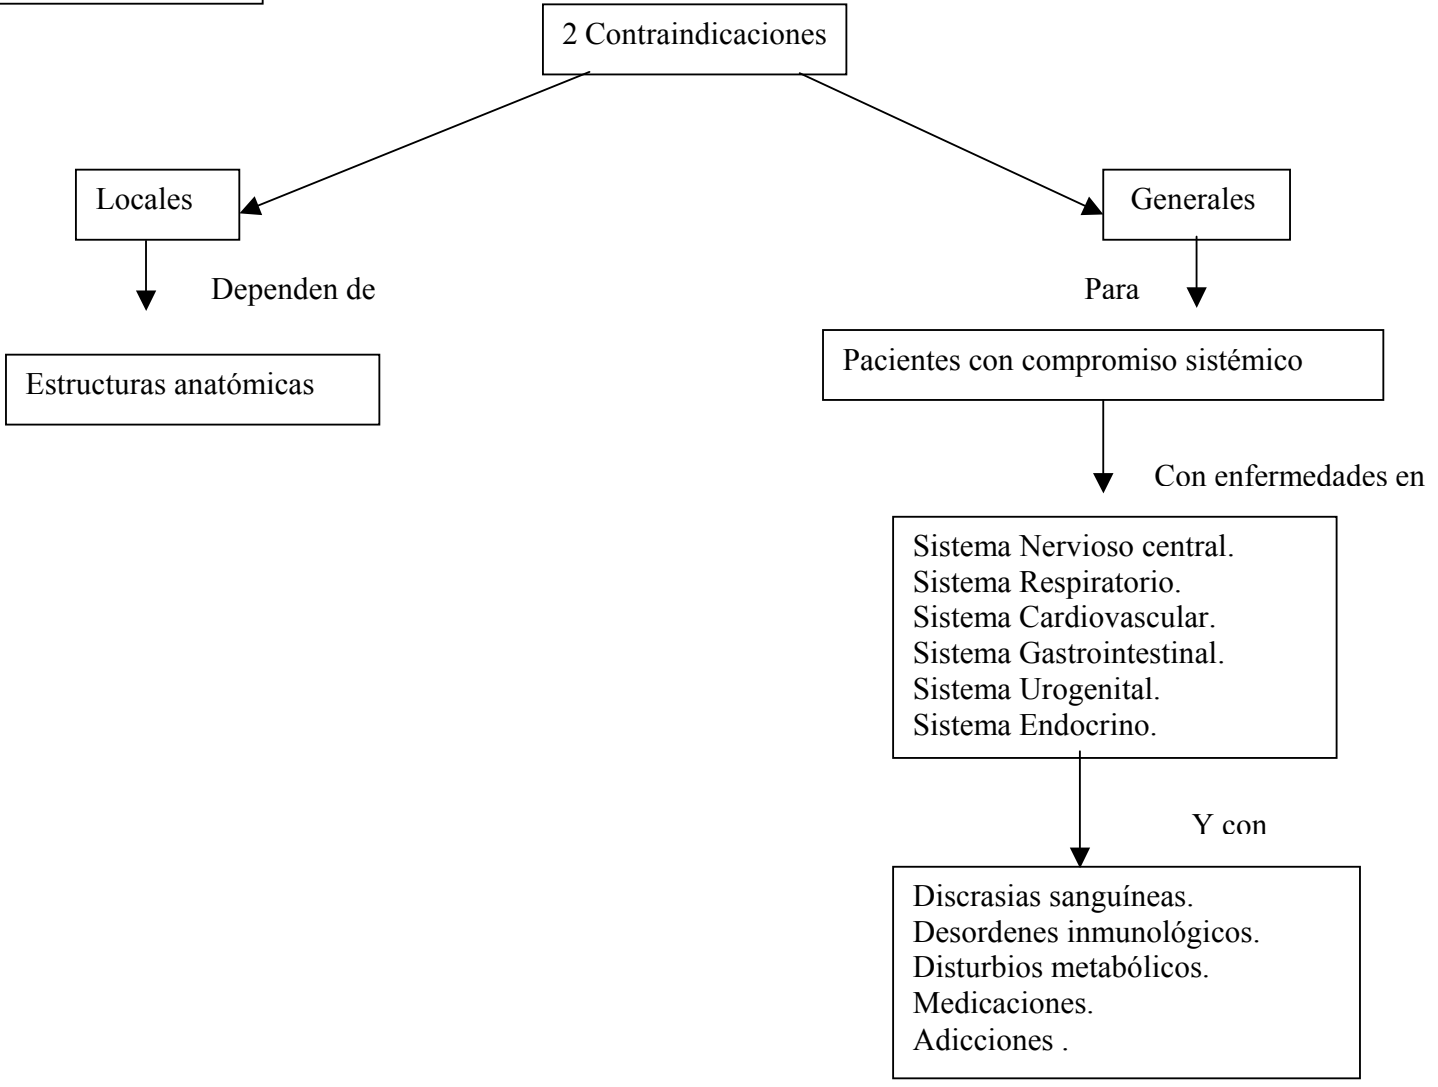 2 Contraindicaciones
Locales
Generales
Dependen de
Para
Estructuras anatómicas
Pacientes con compromiso sistémico
Con enfermedades en
Sistema Nervioso central.
Sistema Respiratorio.
Sistema Cardiovascular.
Sistema Gastrointestinal.
Sistema Urogenital.
Sistema Endocrino.
Y con
Discrasias sanguíneas.
Desordenes inmunológicos.
Disturbios metabólicos.
Medicaciones.
Adicciones .